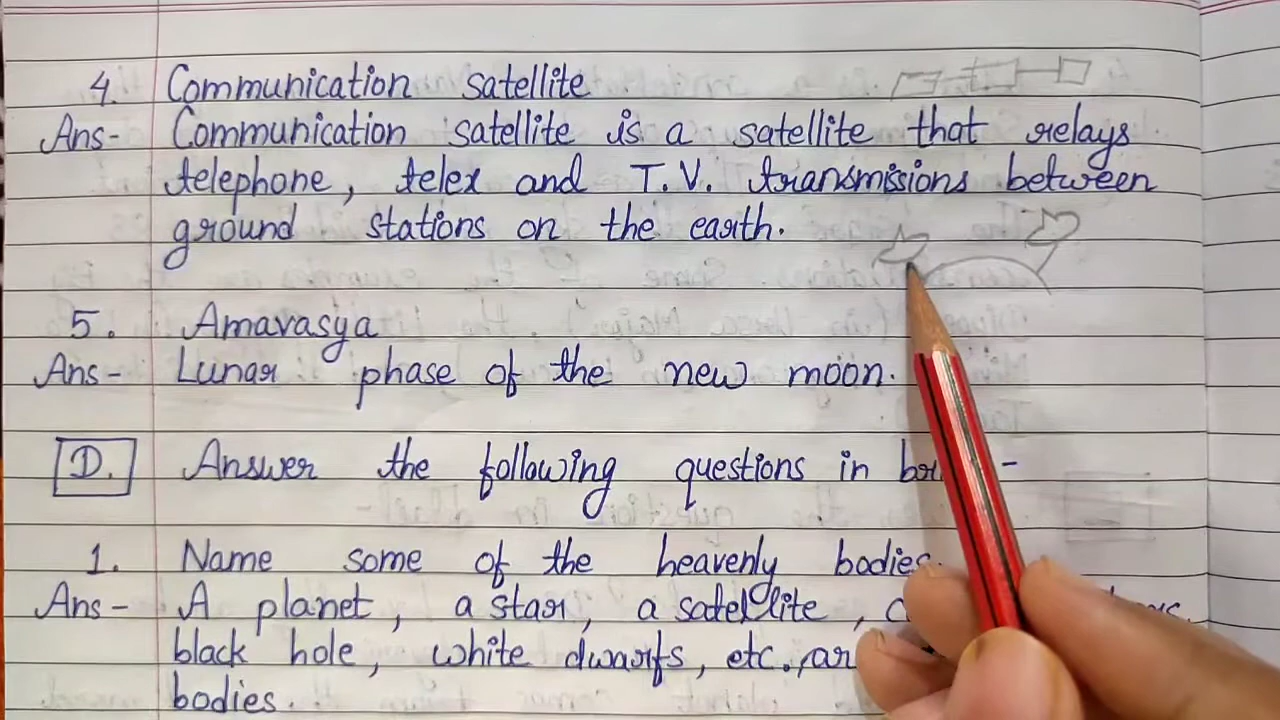 4. Communication satellite
Ans- Communication satellite is a satellite that relays
telephone, telex and T.V. transmissions between
ground stations on the earth.
5. Amavasya
Ans- Lunar phase of the new moon.
D. Answer the following questions in -
1. Name some of the heavenly bodies.
Ans- A planet, a star, a satellite,
black hole, white dwarfs, etc.,
bodies.